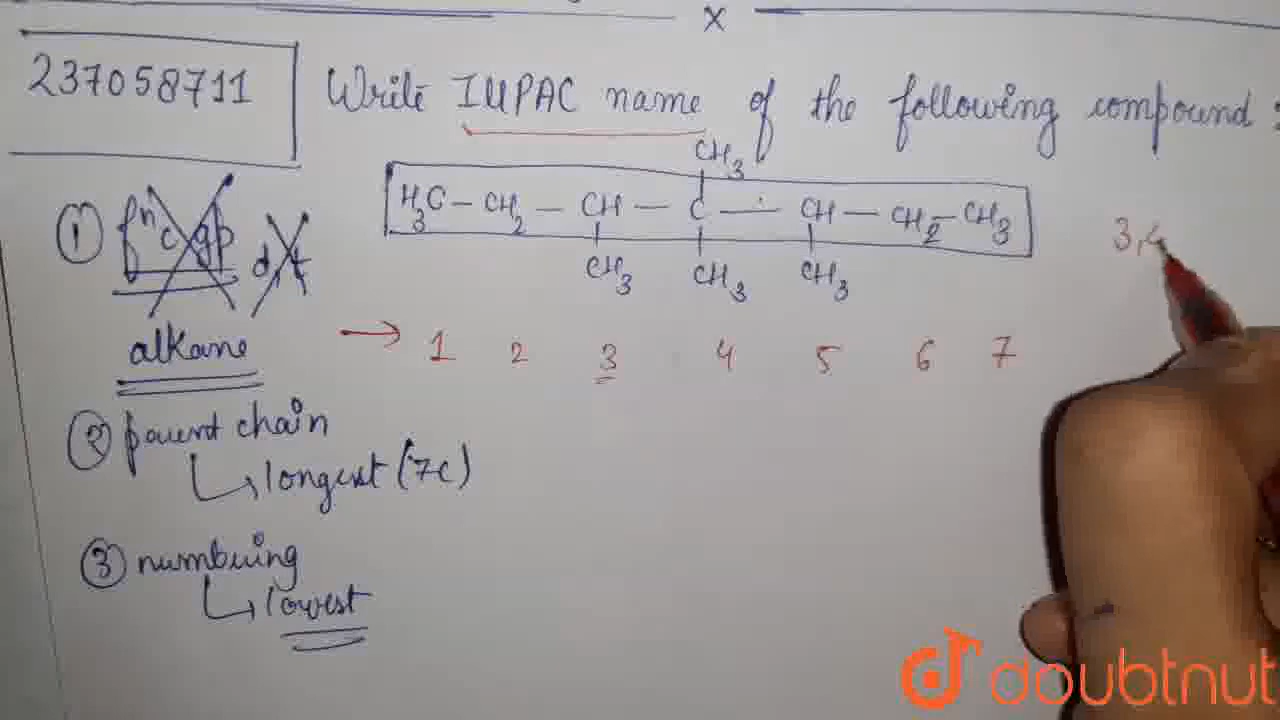 x
237058711
Write IUPAC name of the following compound :
CH3
H3C - CH2 - CH - C - CH - CH2 - CH3
CH3 CH3 CH3
3,4
① fn c gp d, t
alkane
→ 1 2 3 4 5 6 7
② parent chain
longest (7C)
③ numbering
lowest
doubtnut